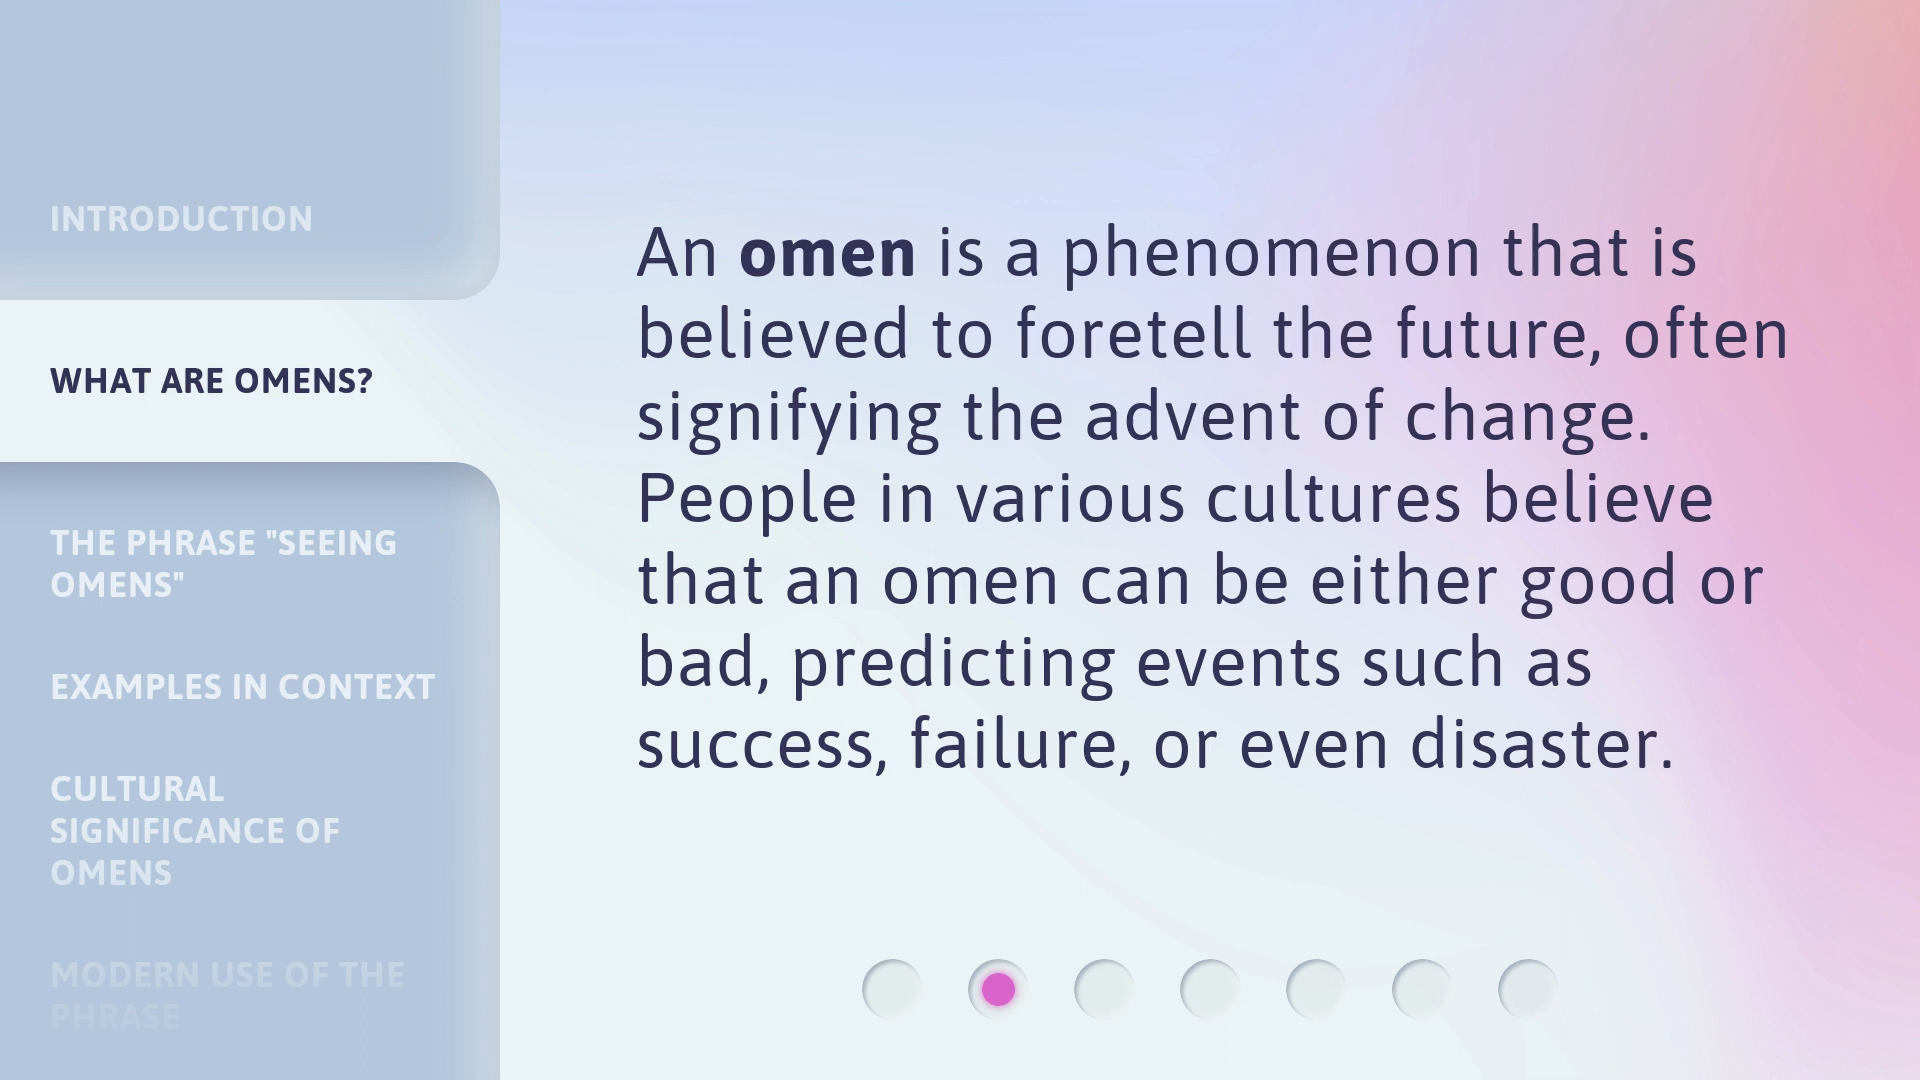 INTRODUCTION
WHAT ARE OMENS?
THE PHRASE "SEEING
OMENS"
EXAMPLES IN CONTEXT
CULTURAL
SIGNIFICANCE OF
OMENS
MODERN USE OF THE
PHRASE
An omen is a phenomenon that is
believed to foretell the future, often
signifying the advent of change.
People in various cultures believe
that an omen can be either good or
bad, predicting events such as
success, failure, or even disaster.